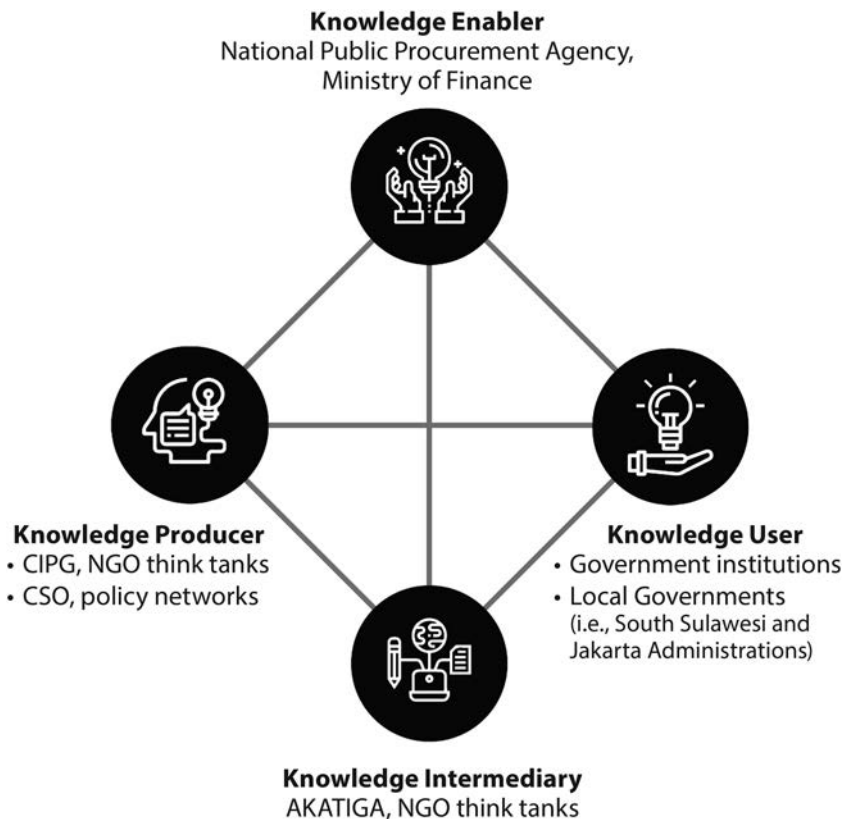 Knowledge Enabler
National Public Procurement Agency,
Ministry of Finance
Knowledge Producer
• CIPG, NGO think tanks
• CSO, policy networks
Knowledge User
• Government institutions
• Local Governments
(i.e., South Sulawesi and
Jakarta Administrations)
Knowledge Intermediary
AKATIGA, NGO think tanks